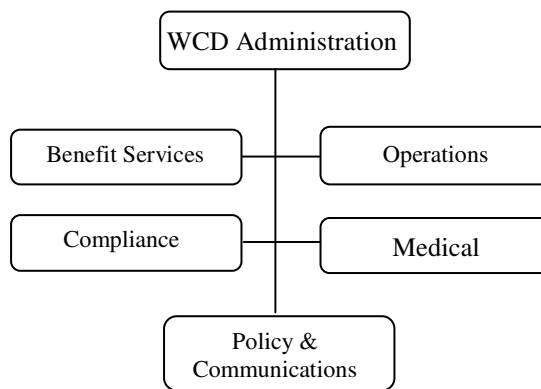 WCD Administration
Benefit Services
Operations
Compliance
Medical
Policy &
Communications